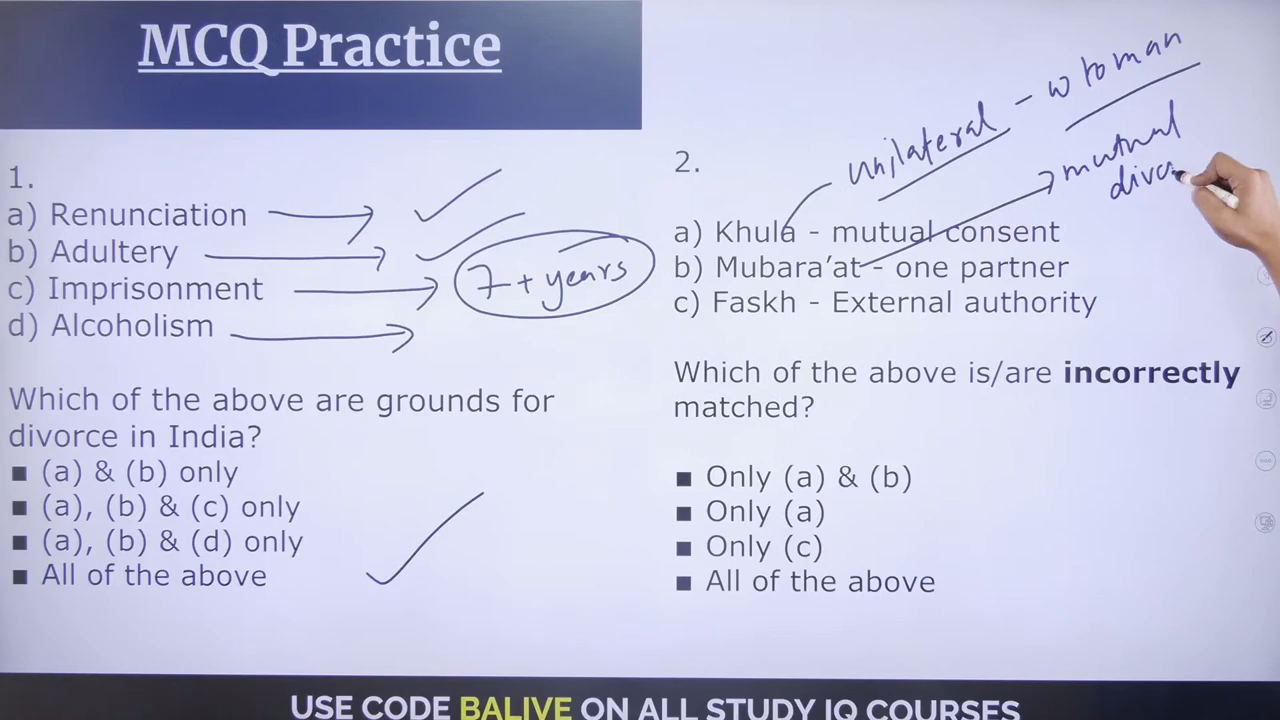 MCQ Practice
1.
a) Renunciation
b) Adultery
c) Imprisonment
d) Alcoholism
7+ years
Which of the above are grounds for
divorce in India?
(a) & (b) only
(a), (b) & (c) only
(a), (b) & (d) only
All of the above
2.
unilateral - woman
mutual
divo
a) Khula - mutual consent
b) Mubara’at - one partner
c) Faskh - External authority
Which of the above is/are incorrectly
matched?
Only (a) & (b)
Only (a)
Only (c)
All of the above
USE CODE BALIVE ON ALL STUDY IQ COURSES